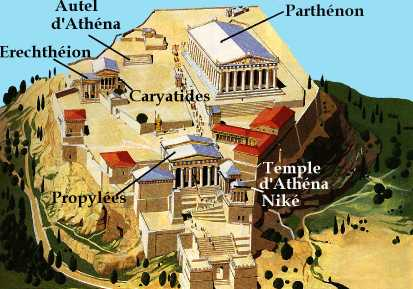 Autel
d'Athéna
Parthénon
Erechthéion
Caryatides
Propylées
Temple
d'Athéna
Niké